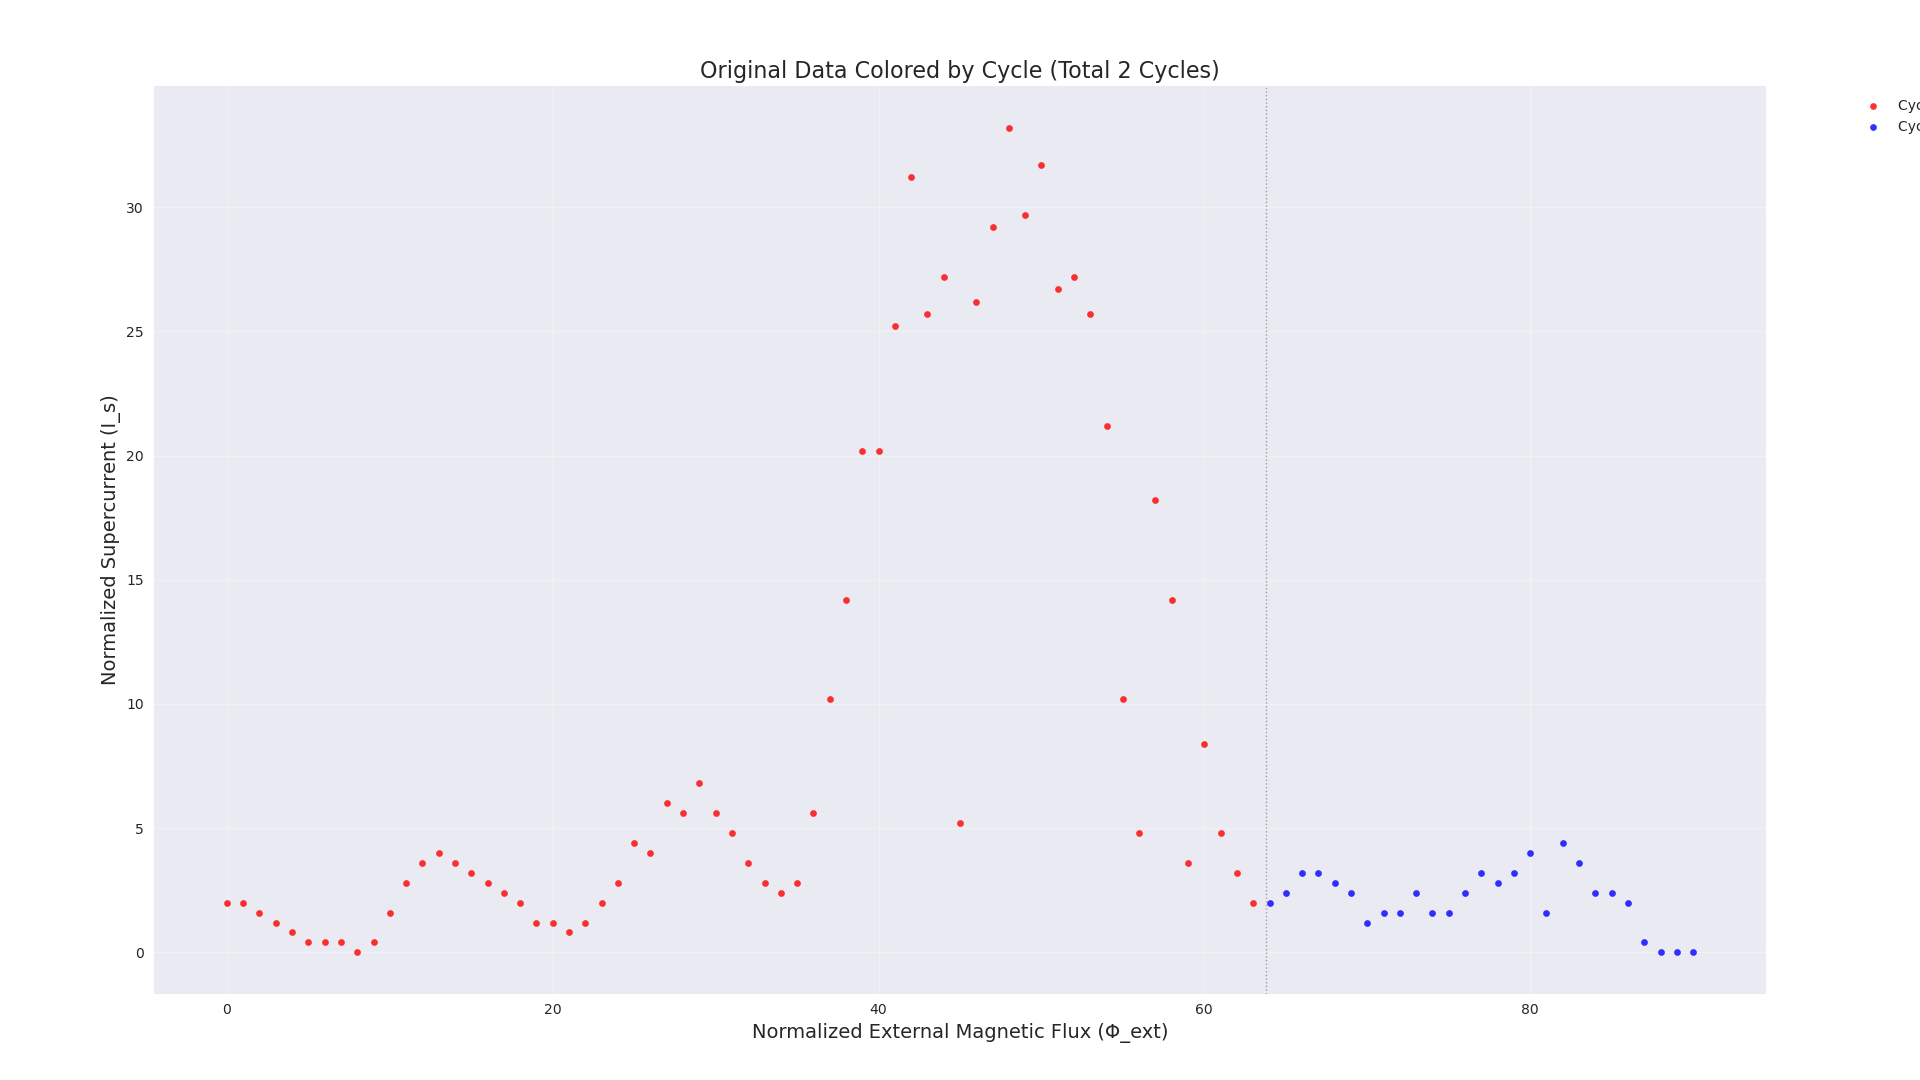 Original Data Colored by Cycle (Total 2 Cycles)
Cyc
Cyc
30
25
20
15
10
5
0
Normalized Supercurrent (I_s)
0 20 40 60 80
Normalized External Magnetic Flux (Φ_ext)